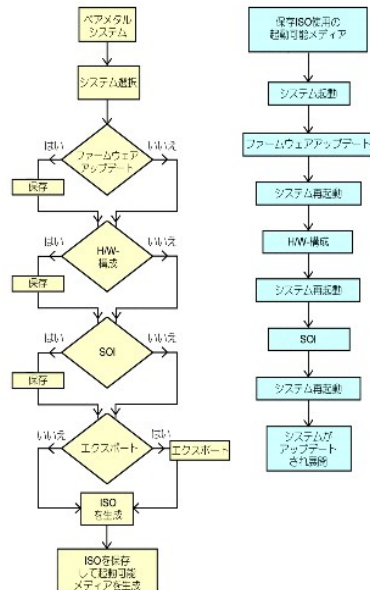 ベアメタル
システム
システム選択
はい
いいえ
ファームウェア
アップデート
保存
はい
いいえ
H/W-
構成
保存
はい
いいえ
SOI
保存
いいえ
はい
エクスポート
エクスポート
ISO
を生成
ISOを保存
して起動可能
メディアを生成
保存ISO使用の
起動可能メディア
システム起動
ファームウェアアップデート
システム再起動
H/W-構成
システム再起動
SOI
システム再起動
システムが
アップデート
され展開